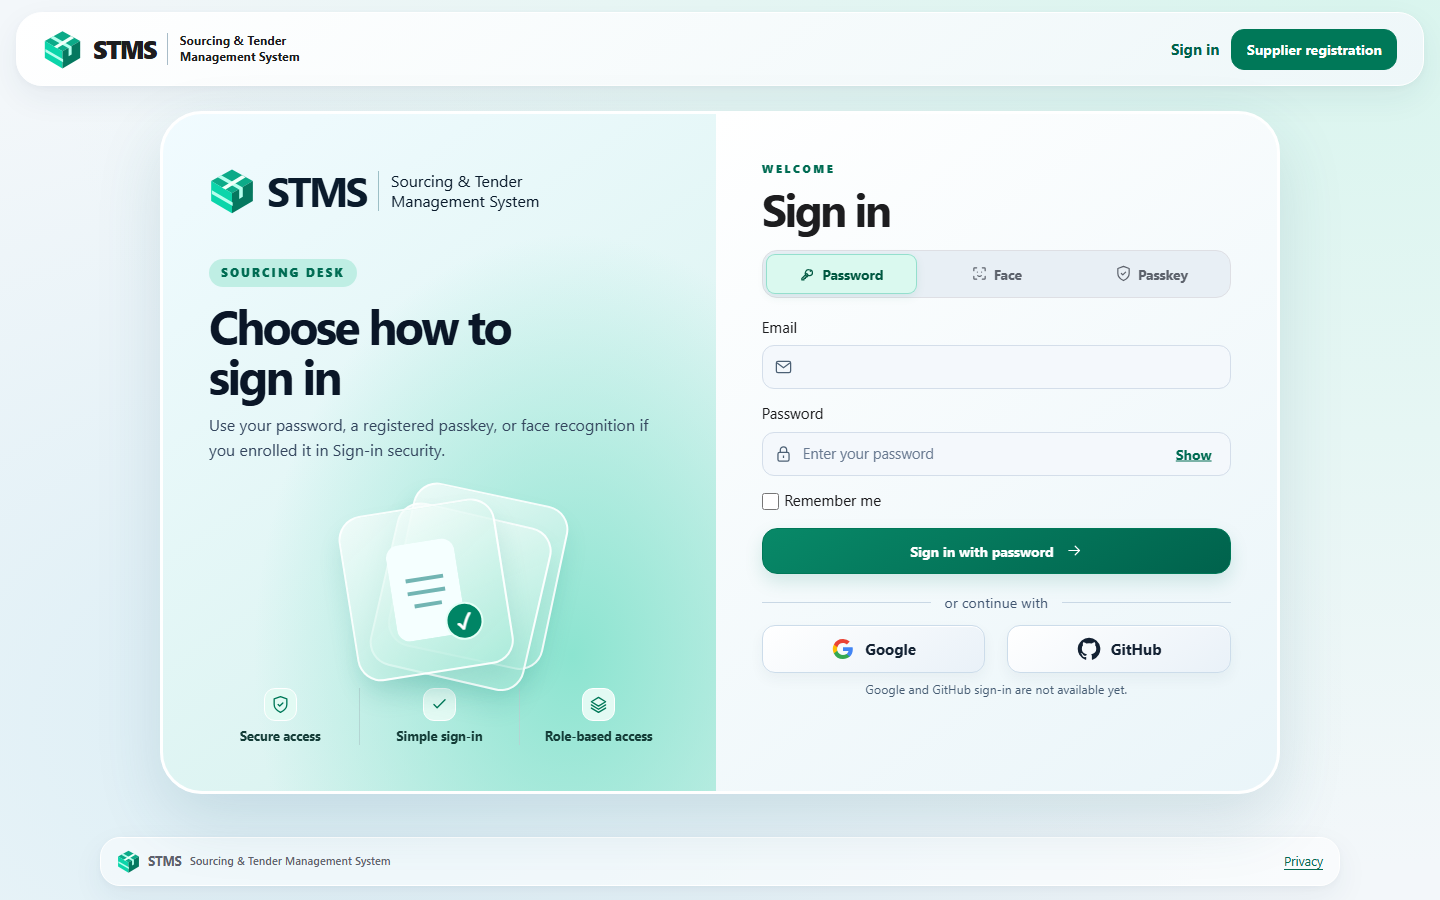 STMS
Sourcing & Tender
Management System
Sign in
Supplier registration
STMS
Sourcing & Tender
Management System
SOURCING DESK
Choose how to
sign in
Use your password, a registered passkey, or face recognition if
you enrolled it in Sign-in security.
Secure access
Simple sign-in
Role-based access
WELCOME
Sign in
Password
Face
Passkey
Email
Password
Enter your password
Show
Remember me
Sign in with password
or continue with
Google
GitHub
Google and GitHub sign-in are not available yet.
STMS
Sourcing & Tender Management System
Privacy